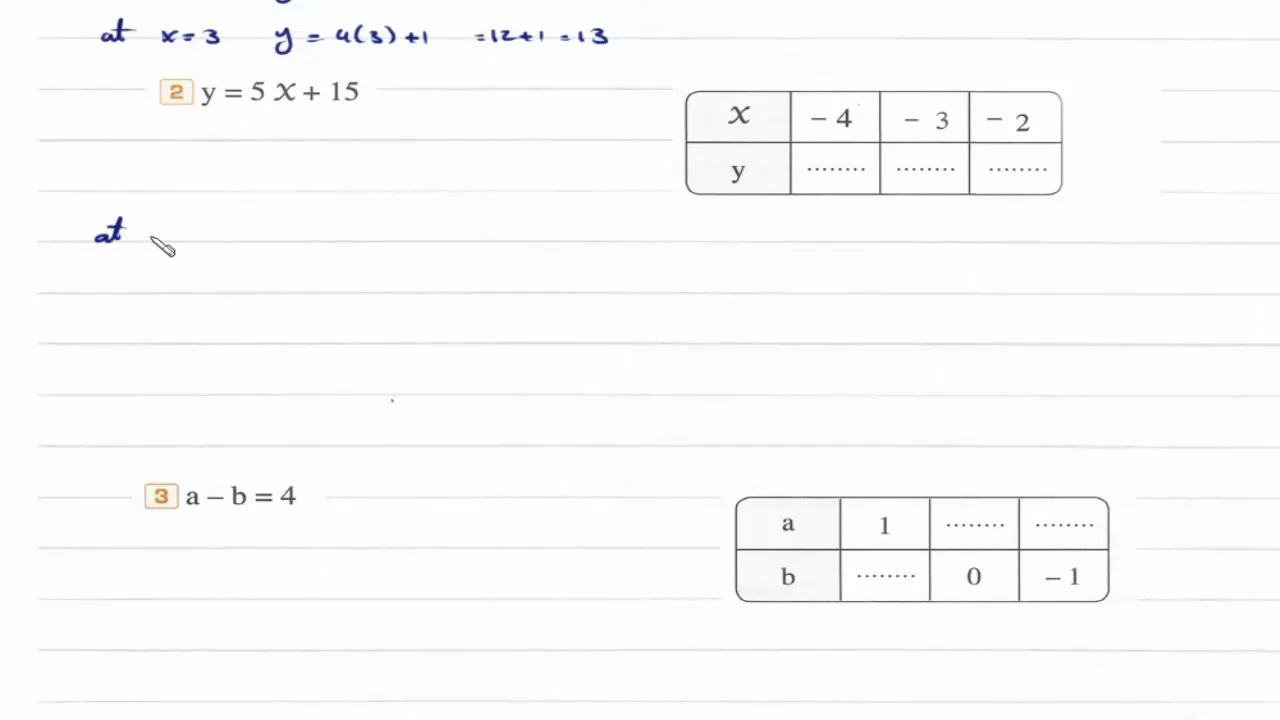 at x=3 y = 4(3)+1 =12+1 =13
2 y = 5 x + 15
x - 4 - 3 - 2
y ........ ........ ........
at
3 a - b = 4
a 1 ........ ........
b ........ 0 - 1